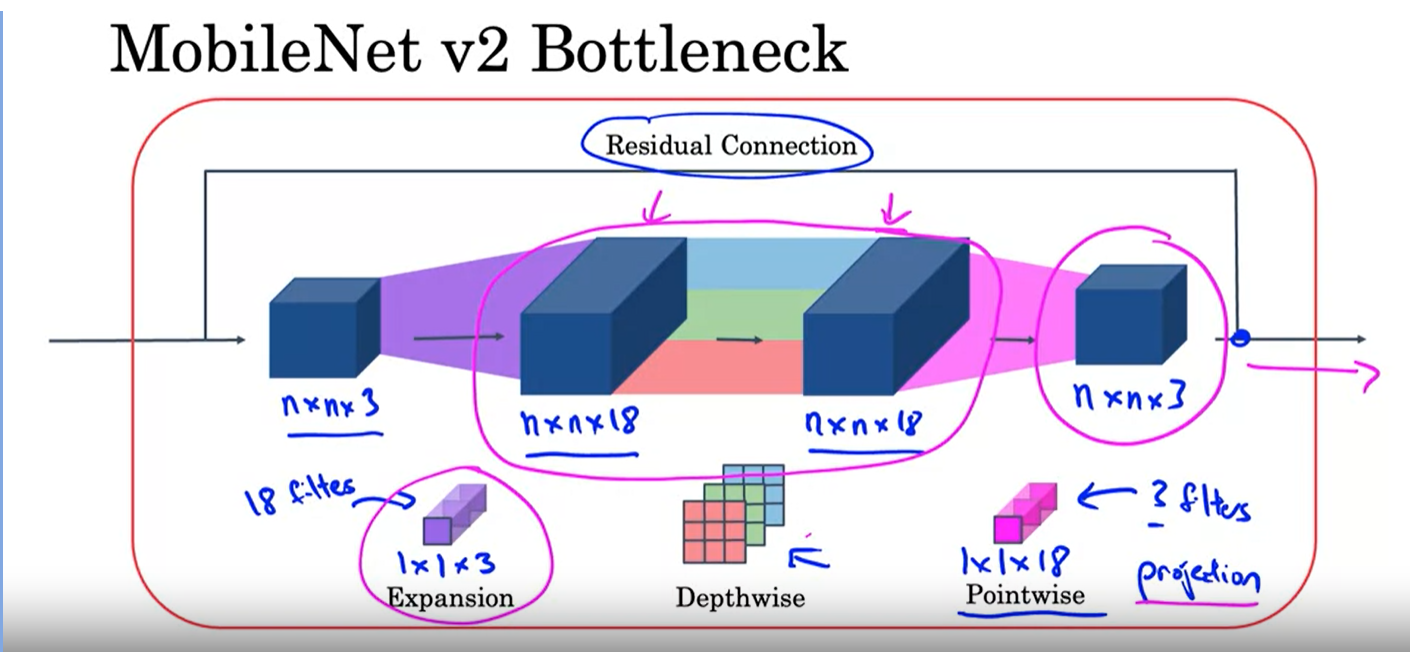 MobileNet v2 Bottleneck
Residual Connection
n×n×3
n×n×18
n×n×18
n×n×3
18 filtes
1×1×3
Expansion
Depthwise
1×1×18
Pointwise
3 filters
projection